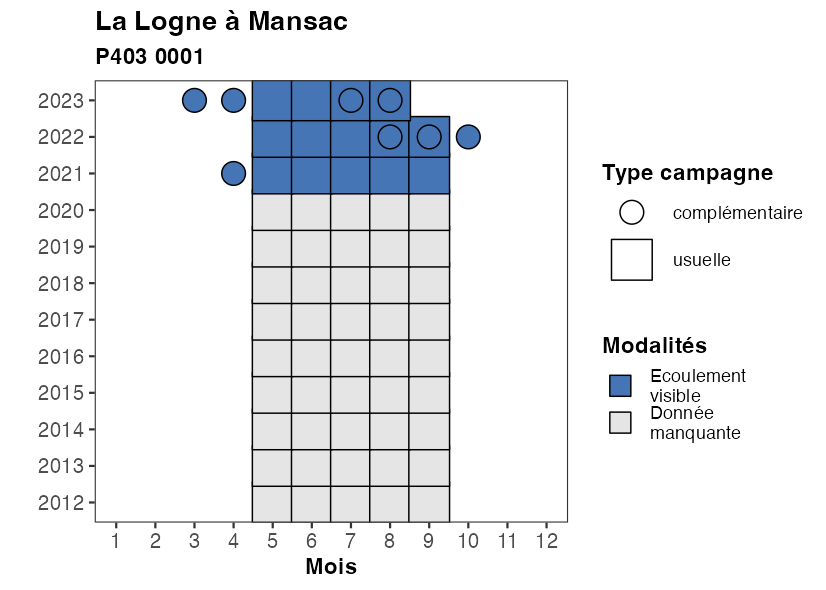 La Logne à Mansac
P403 0001
2023
2022
2021
2020
2019
2018
2017
2016
2015
2014
2013
2012
1 2 3 4 5 6 7 8 9 10 11 12
Mois
Type campagne
complémentaire
usuelle
Modalités
Ecoulement
visible
Donnée
manquante